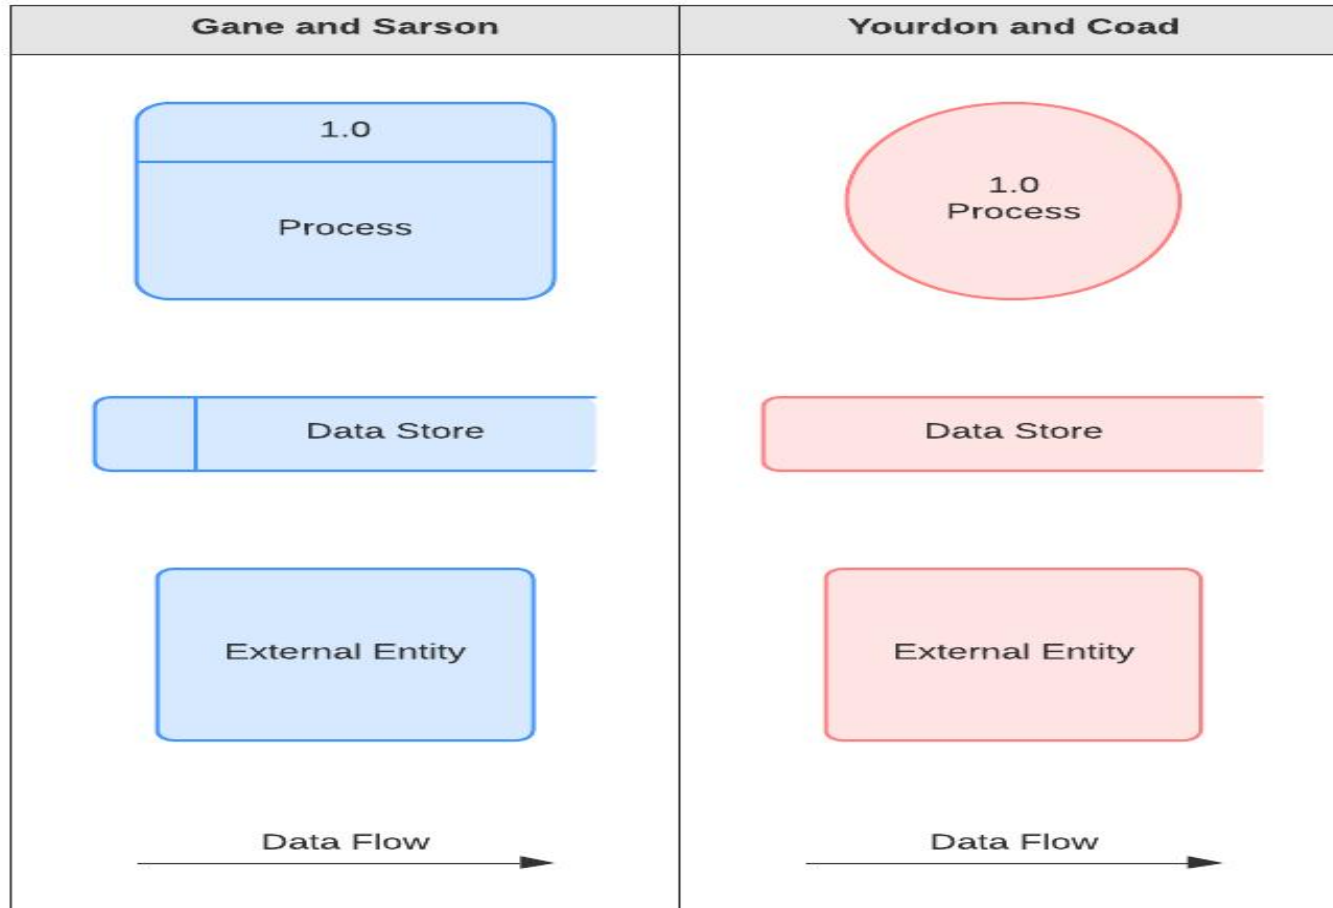 Gane and Sarson
Yourdon and Coad
1.0
Process
1.0
Process
Data Store
Data Store
External Entity
External Entity
Data Flow
Data Flow